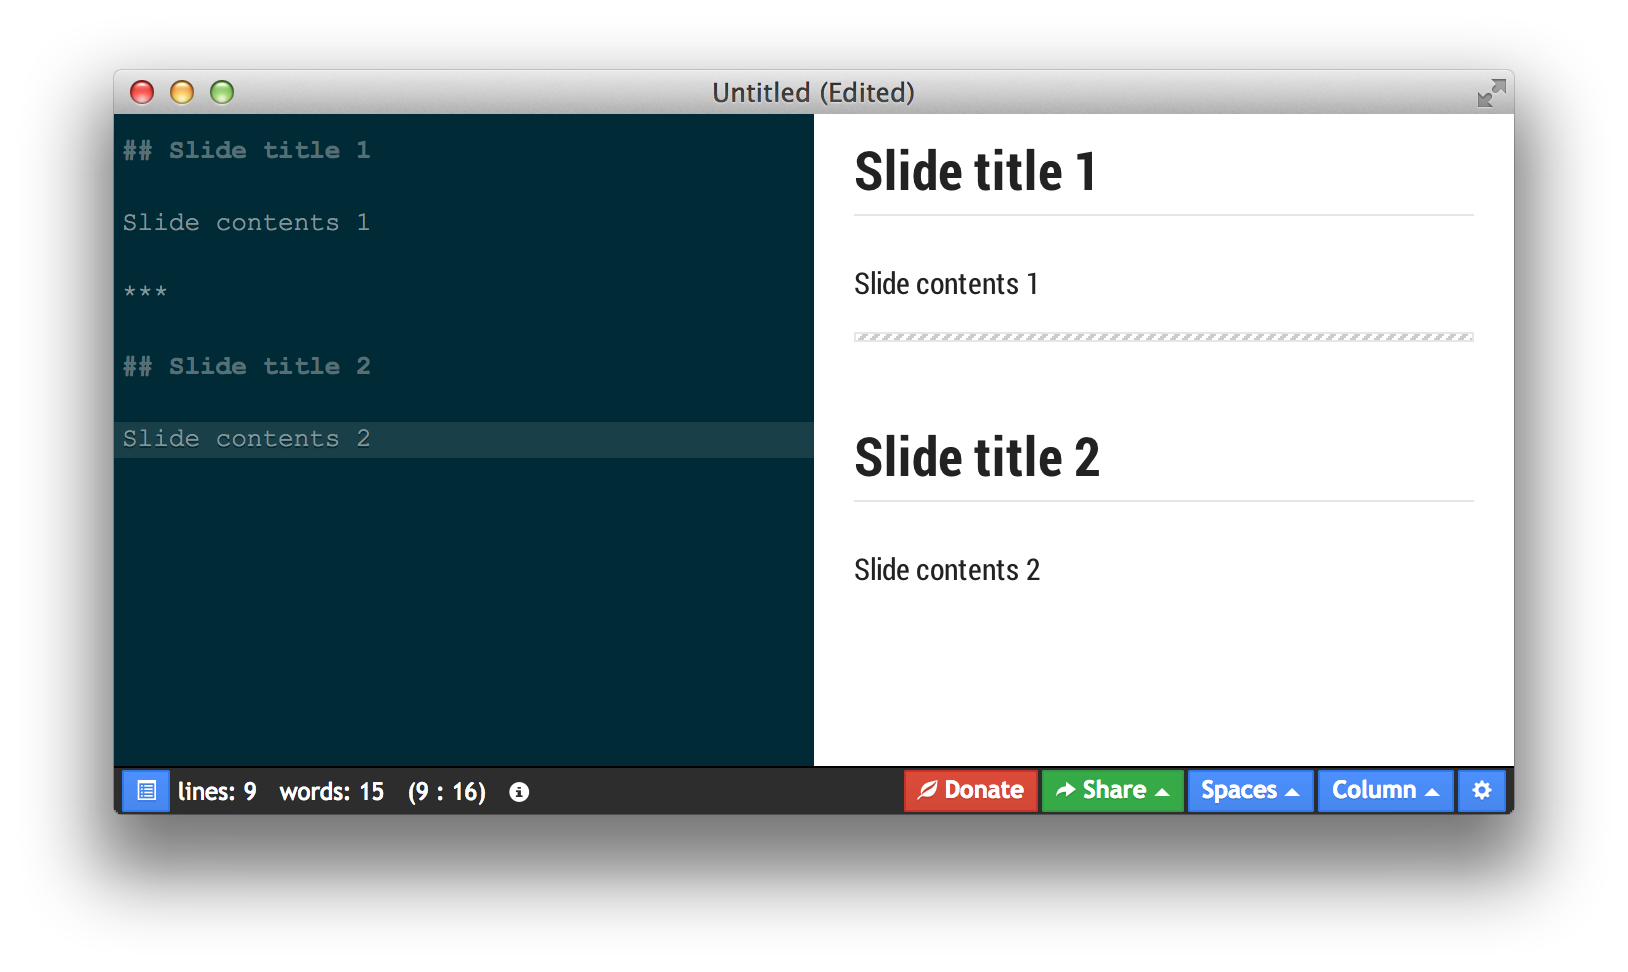 Untitled (Edited)
## Slide title 1
Slide contents 1
***
## Slide title 2
Slide contents 2
Slide title 1
Slide contents 1
Slide title 2
Slide contents 2
lines: 9 words: 15 (9 : 16) Donate Share Spaces Column